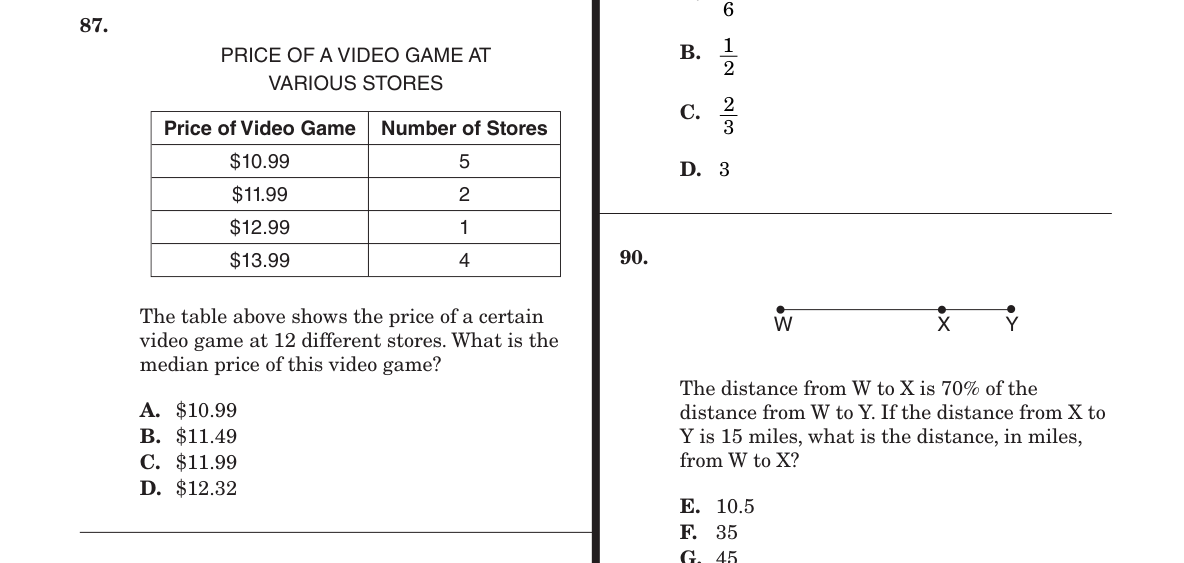 87.
PRICE OF A VIDEO GAME AT
VARIOUS STORES
Price of Video Game Number of Stores
$10.99 5
$11.99 2
$12.99 1
$13.99 4
The table above shows the price of a certain
video game at 12 different stores. What is the
median price of this video game?
A. $10.99
B. $11.49
C. $11.99
D. $12.32
6
B. 1/2
C. 2/3
D. 3
90.
W X Y
The distance from W to X is 70% of the
distance from W to Y. If the distance from X to
Y is 15 miles, what is the distance, in miles,
from W to X?
E. 10.5
F. 35
G. 45